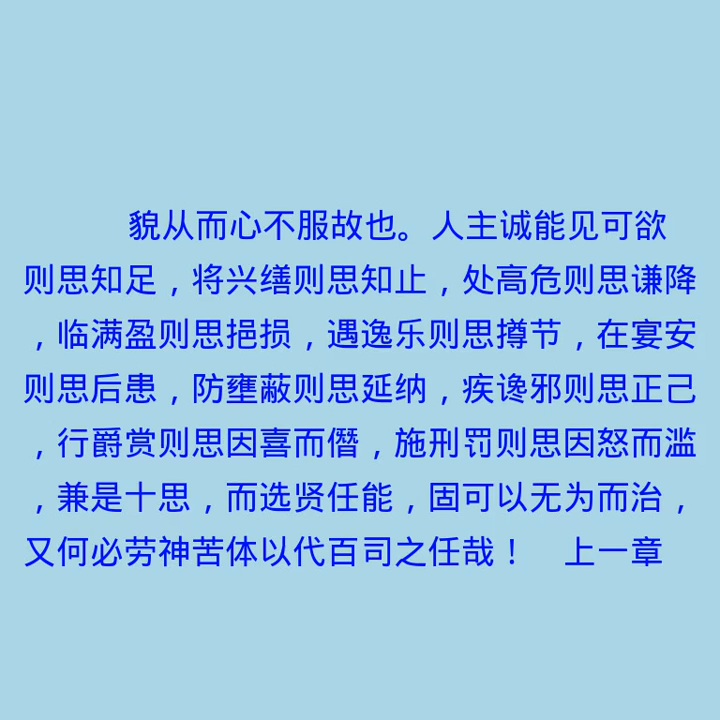 貌从而心不服故也。人主诚能见可欲
则思知足，将兴缮则思知止，处高危则思谦降
，临满盈则思挹损，遇逸乐则思撙节，在宴安
则思后患，防壅蔽则思延纳，疾谗邪则思正己
，行爵赏则思因喜而僭，施刑罚则思因怒而滥
，兼是十思，而选贤任能，固可以无为而治，
又何必劳神苦体以代百司之任哉！　上一章